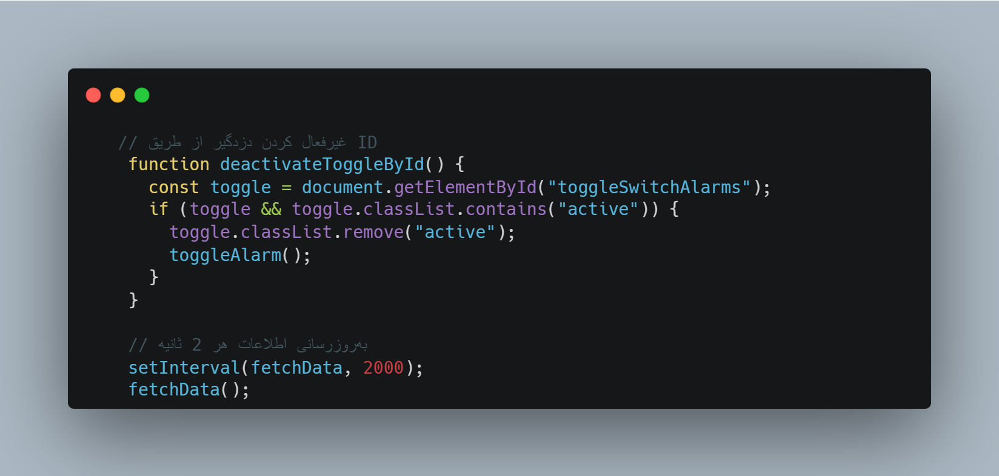 // غیرفعال کردن دزدگیر از طریق ID
function deactivateToggleById() {
const toggle = document.getElementById("toggleSwitchAlarms");
if (toggle && toggle.classList.contains("active")) {
toggle.classList.remove("active");
toggleAlarm();
}
}
// به‌روزرسانی اطلاعات هر 2 ثانیه
setInterval(fetchData, 2000);
fetchData();